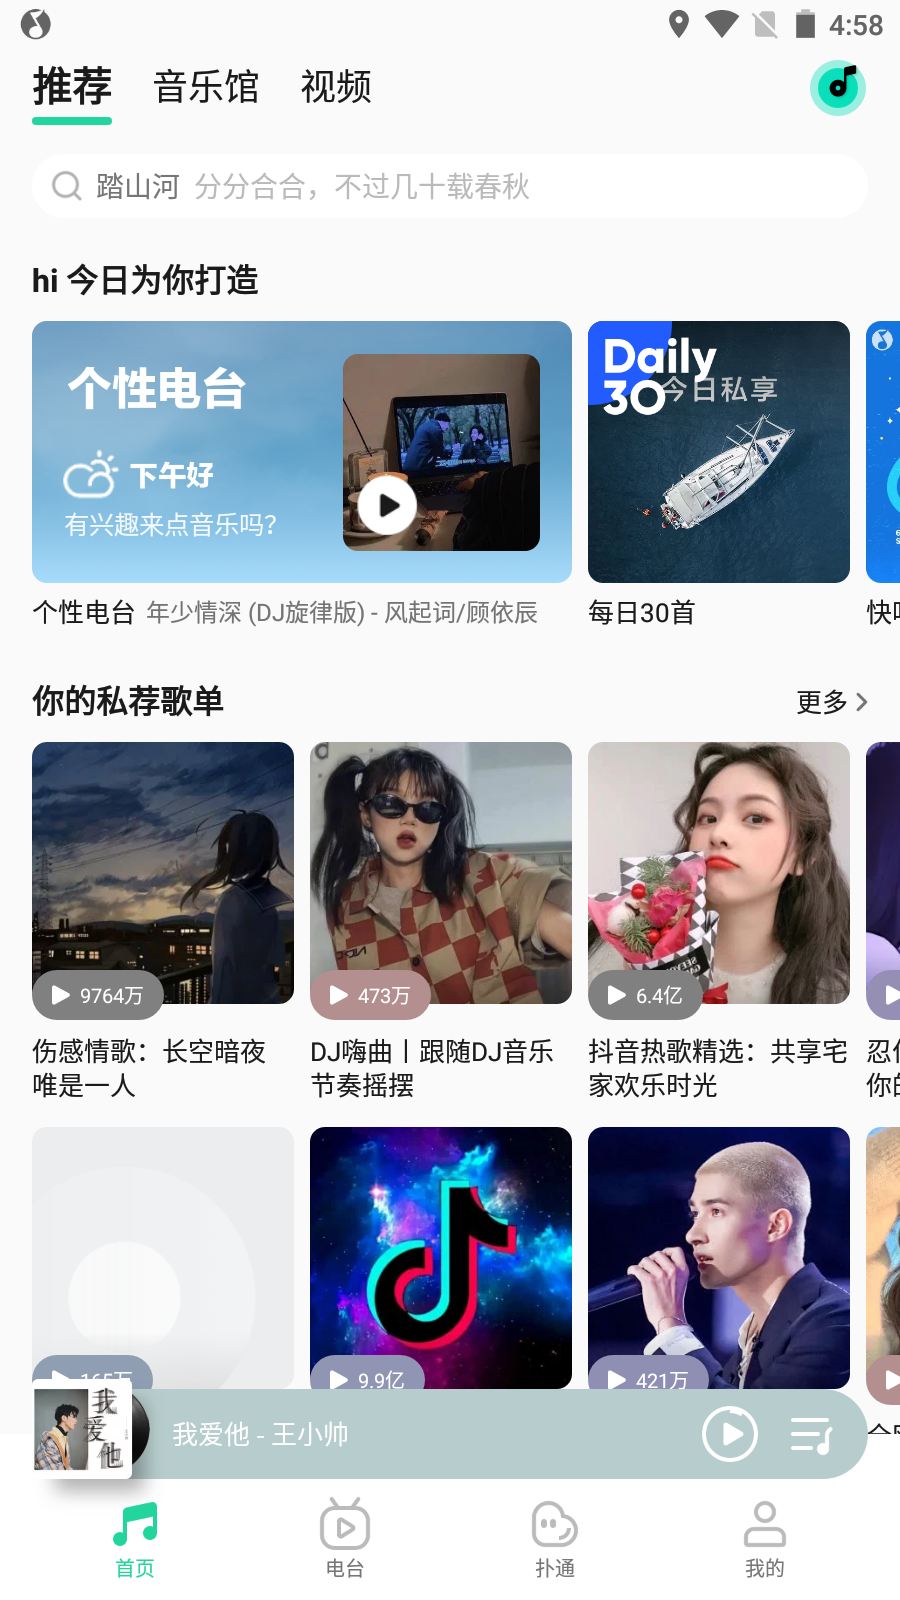 4:58
推荐 音乐馆 视频
踏山河 分分合合，不过几十载春秋
hi 今日为你打造
个性电台
下午好
有兴趣来点音乐吗？
Daily
30 今日私享
个性电台 年少情深 (DJ旋律版) - 风起词/顾依辰
每日30首
你的私荐歌单
更多
9764万
473万
6.4亿
伤感情歌：长空暗夜
唯是一人
DJ嗨曲丨跟随DJ音乐
节奏摇摆
抖音热歌精选：共享宅
家欢乐时光
165万
9.9亿
421万
我爱他
我爱他 - 王小帅
首页
电台
扑通
我的